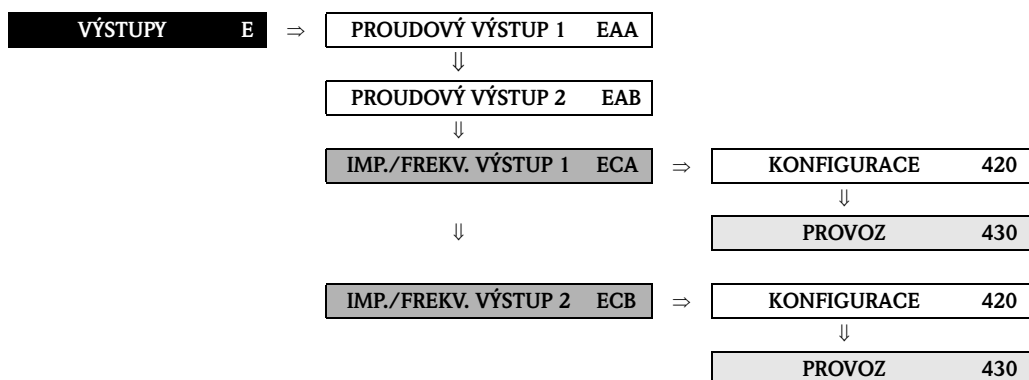 VÝSTUPY E ⇒ PROUDOVÝ VÝSTUP 1 EAA
⇓
PROUDOVÝ VÝSTUP 2 EAB
⇓
IMP./FREKV. VÝSTUP 1 ECA ⇒ KONFIGURACE 420
⇓
⇓ PROVOZ 430
IMP./FREKV. VÝSTUP 2 ECB ⇒ KONFIGURACE 420
⇓
PROVOZ 430